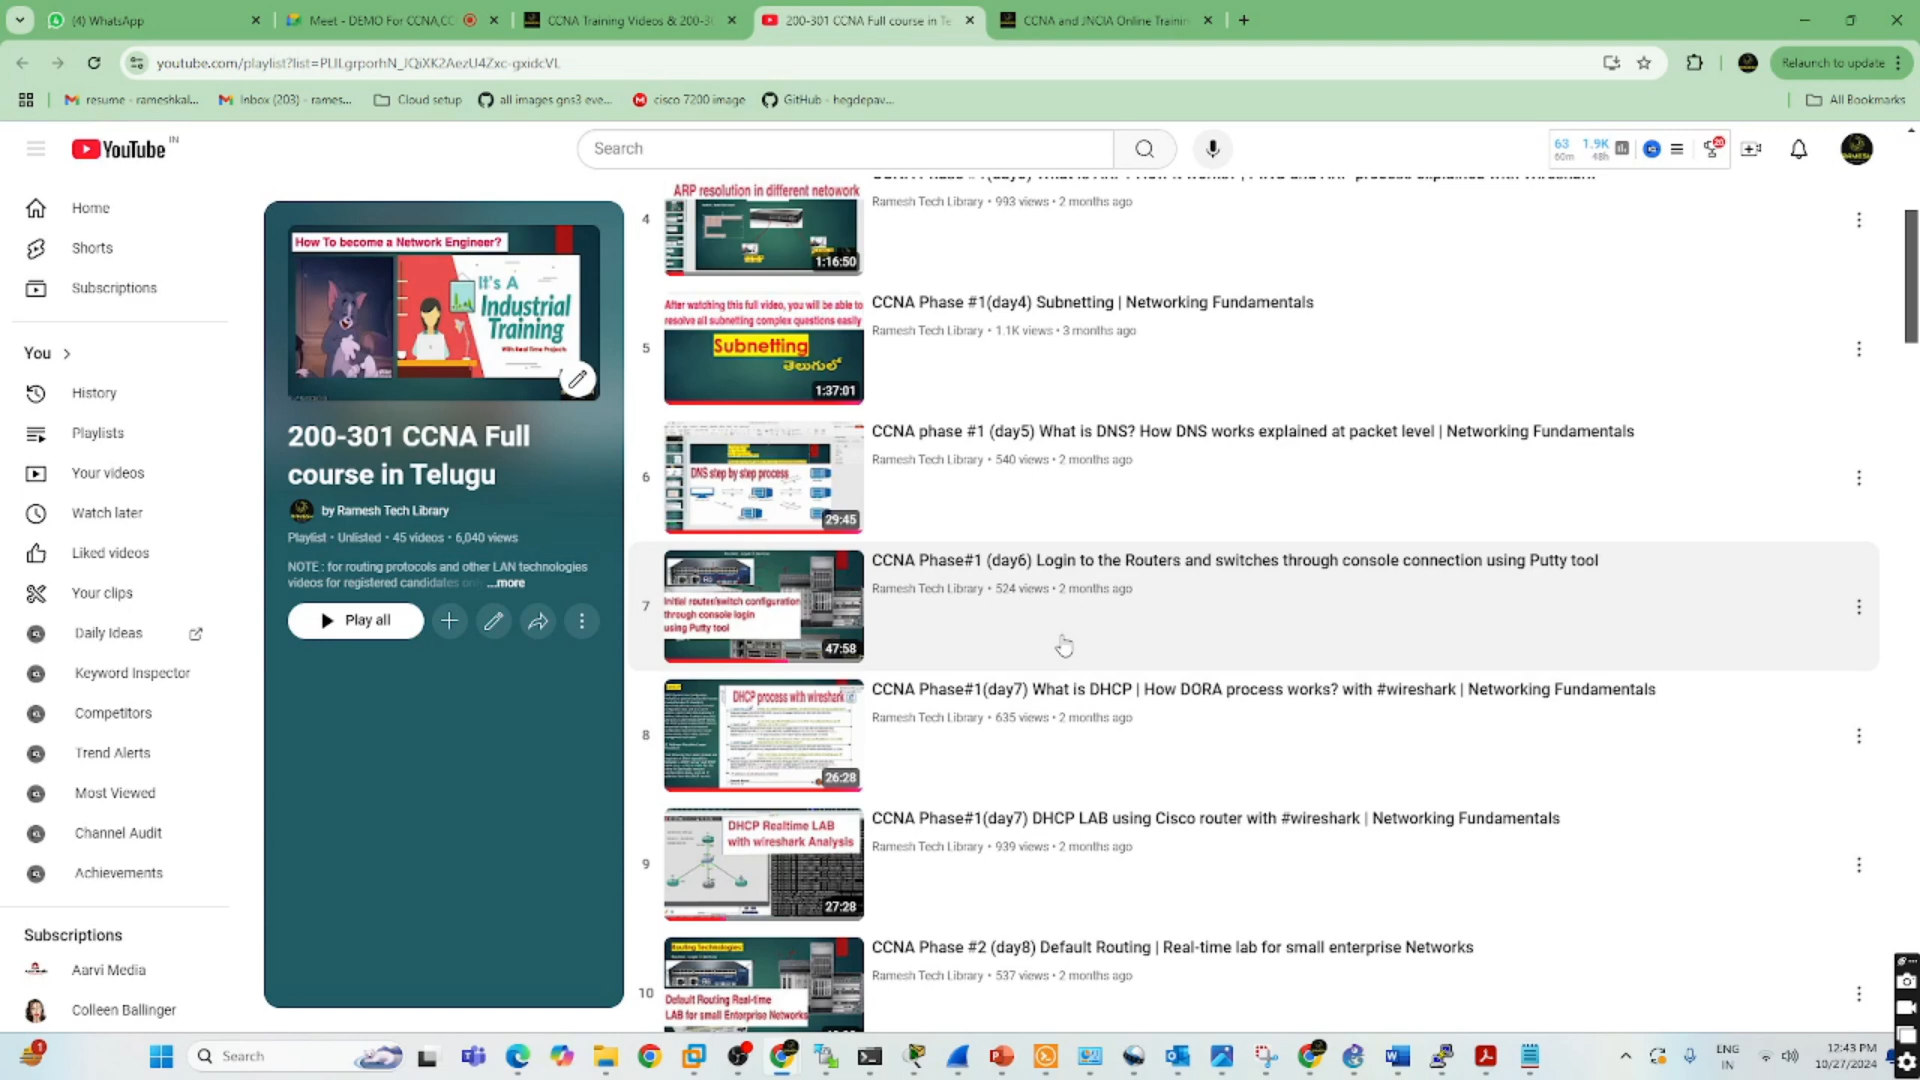 (4) WhatsApp
Meet - DEMO For CCNA,CC
CCNA Training Videos & 200-3
200-301 CCNA Full course in Te
CCNA and JNCIA Online Trainin
youtube.com/playlist?list=PLILgrporhN_JQiXK2AezU4Zxc-gxidcVL
Relaunch to update
resume - rameshkal...
Inbox (203) - rames...
Cloud setup
all images gns3 eve...
cisco 7200 image
GitHub - hegdepav...
All Bookmarks
YouTube IN
Search
63 60m
1.9K 48h
20
Home
Shorts
Subscriptions
You
History
Playlists
Your videos
Watch later
Liked videos
Your clips
Daily Ideas
Keyword Inspector
Competitors
Trend Alerts
Most Viewed
Channel Audit
Achievements
Subscriptions
Aarvi Media
Colleen Ballinger
How To become a Network Engineer?
It's A
Industrial
Training
With Real Time Projects
200-301 CCNA Full
course in Telugu
by Ramesh Tech Library
Playlist • Unlisted • 45 videos • 6,040 views
NOTE : for routing protocols and other LAN technologies
videos for registered candidates only ...more
Play all
4
ARP resolution in different netowork
1:16:50
Ramesh Tech Library • 993 views • 2 months ago
5
After watching this full video, you will be able to
resolve all subnetting complex questions easily
Subnetting
తెలుగులో
1:37:01
CCNA Phase #1(day4) Subnetting | Networking Fundamentals
Ramesh Tech Library • 1.1K views • 3 months ago
6
DNS step by step process
29:45
CCNA phase #1 (day5) What is DNS? How DNS works explained at packet level | Networking Fundamentals
Ramesh Tech Library • 540 views • 2 months ago
7
Initial router/switch configuration
through console login
using Putty tool
47:58
CCNA Phase#1 (day6) Login to the Routers and switches through console connection using Putty tool
Ramesh Tech Library • 524 views • 2 months ago
8
DHCP process with wireshark
26:28
CCNA Phase#1(day7) What is DHCP | How DORA process works? with #wireshark | Networking Fundamentals
Ramesh Tech Library • 635 views • 2 months ago
9
DHCP Realtime LAB
with wireshark Analysis
27:28
CCNA Phase#1(day7) DHCP LAB using Cisco router with #wireshark | Networking Fundamentals
Ramesh Tech Library • 939 views • 2 months ago
10
Routing Technologies
Default Routing Real-time
LAB for small Enterprise Networks
CCNA Phase #2 (day8) Default Routing | Real-time lab for small enterprise Networks
Ramesh Tech Library • 537 views • 2 months ago
1
Search
ENG
IN
12:43 PM
10/27/2024